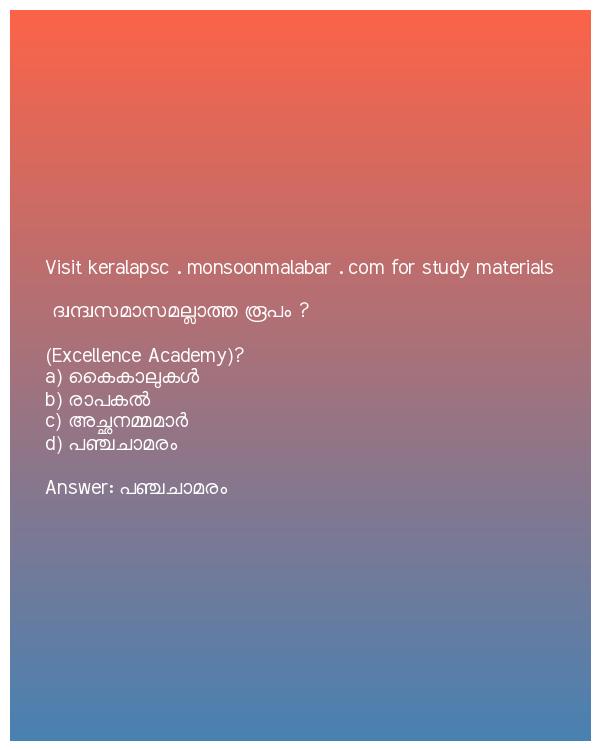 Visit keralapsc . monsoonmalabar . com for study materials
ദ്വന്ദ്വസമാസമല്ലാത്ത രൂപം ?
(Excellence Academy)?
a) കൈകാലുകൾ
b) രാപകൽ
c) അച്ഛനമ്മമാർ
d) പഞ്ചചാമരം
Answer: പഞ്ചചാമരം